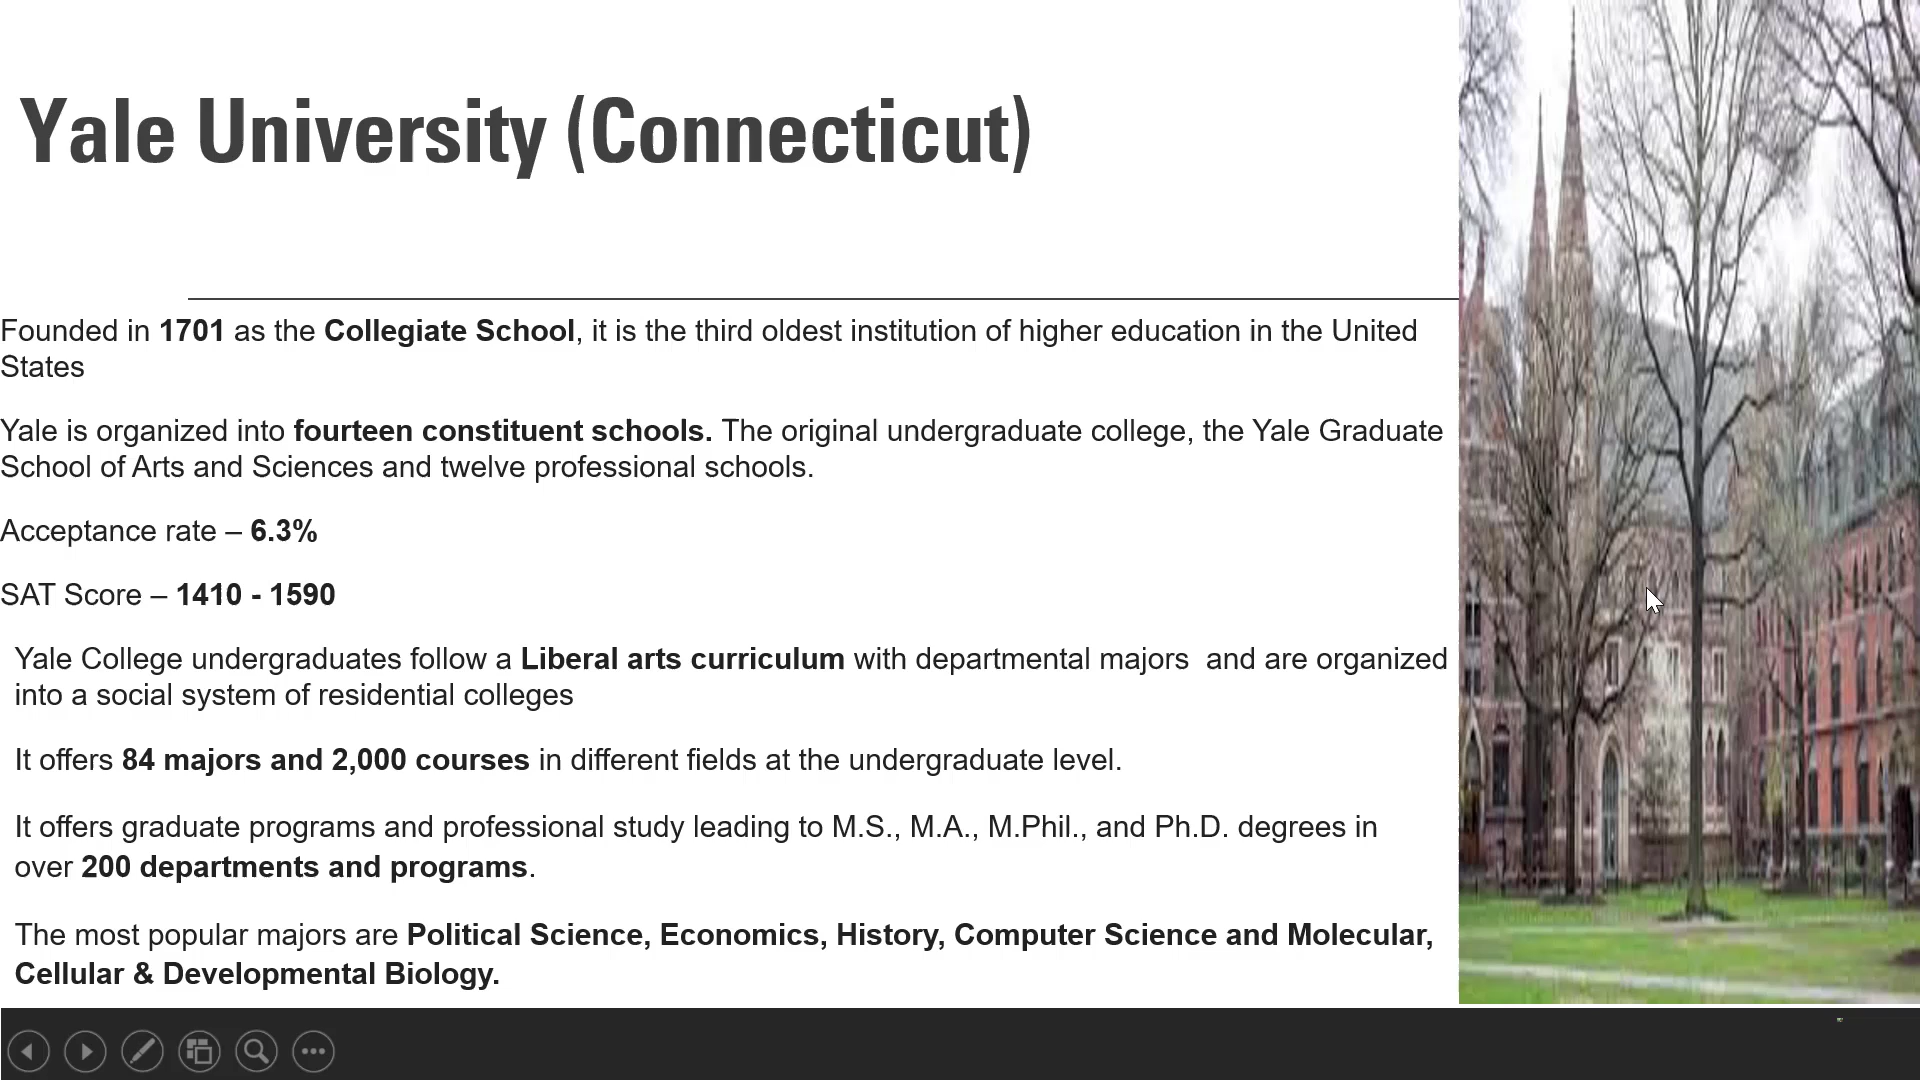 Yale University (Connecticut)
Founded in 1701 as the Collegiate School, it is the third oldest institution of higher education in the United
States
Yale is organized into fourteen constituent schools. The original undergraduate college, the Yale Graduate
School of Arts and Sciences and twelve professional schools.
Acceptance rate – 6.3%
SAT Score – 1410 - 1590
Yale College undergraduates follow a Liberal arts curriculum with departmental majors  and are organized
into a social system of residential colleges
It offers 84 majors and 2,000 courses in different fields at the undergraduate level.
It offers graduate programs and professional study leading to M.S., M.A., M.Phil., and Ph.D. degrees in
over 200 departments and programs.
The most popular majors are Political Science, Economics, History, Computer Science and Molecular,
Cellular & Developmental Biology.